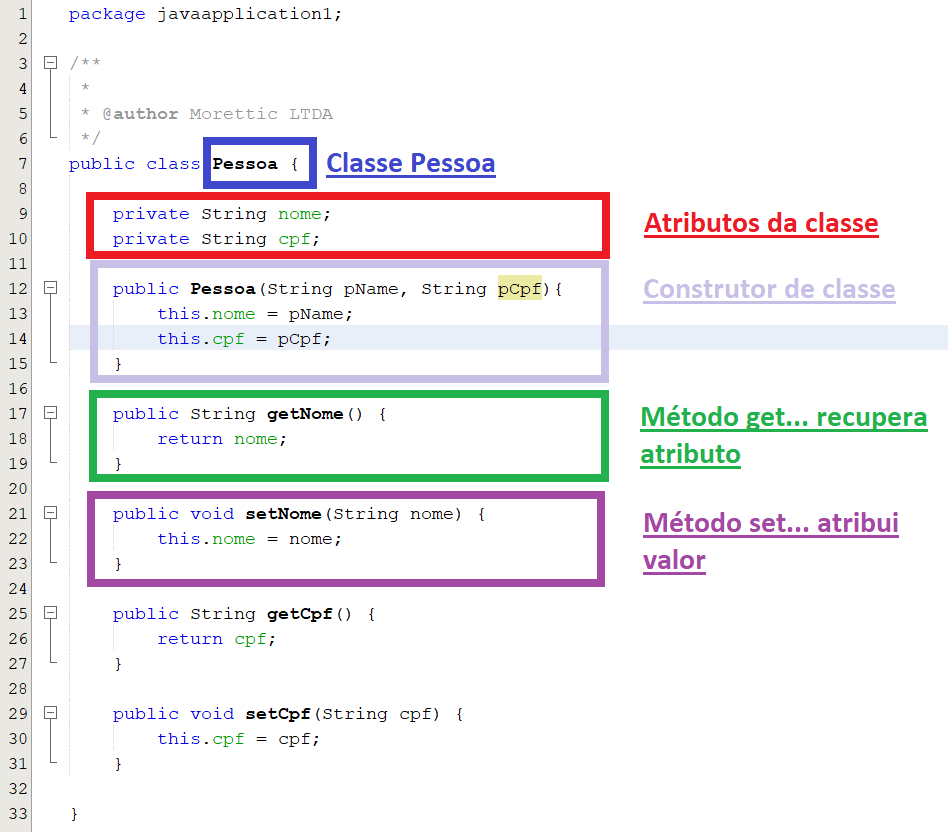 1 package javaapplication1;
2
3 /**
4 *
5 * @author Morettic LTDA
6 */
7 public class Pessoa { Classe Pessoa
8
9 private String nome; Atributos da classe
10 private String cpf;
11
12 public Pessoa(String pName, String pCpf){ Construtor de classe
13 this.nome = pName;
14 this.cpf = pCpf;
15 }
16
17 public String getNome() { Método get... recupera
18 return nome; atributo
19 }
20
21 public void setNome(String nome) { Método set... atribui
22 this.nome = nome; valor
23 }
24
25 public String getCpf() {
26 return cpf;
27 }
28
29 public void setCpf(String cpf) {
30 this.cpf = cpf;
31 }
32
33 }